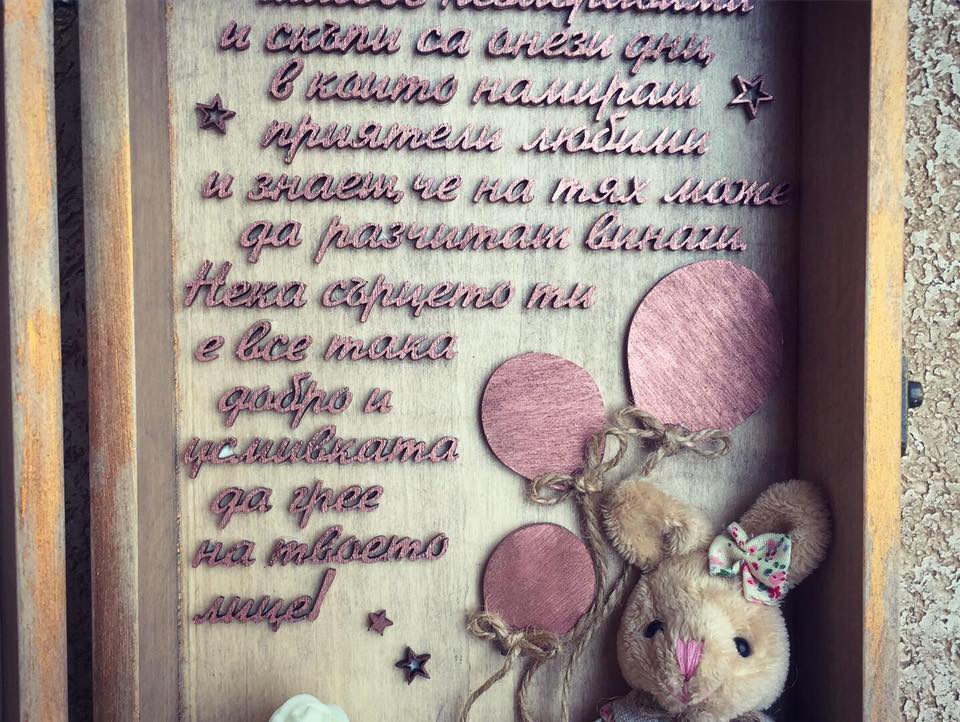 незабравими
и скъпи са онези дни,
в които намираш
приятели любими
и знаеш, че на тях може
да разчиташ винаги.
Нека сърцето ти
е все така
добро и
усмивката
да грее
на твоето
лице!